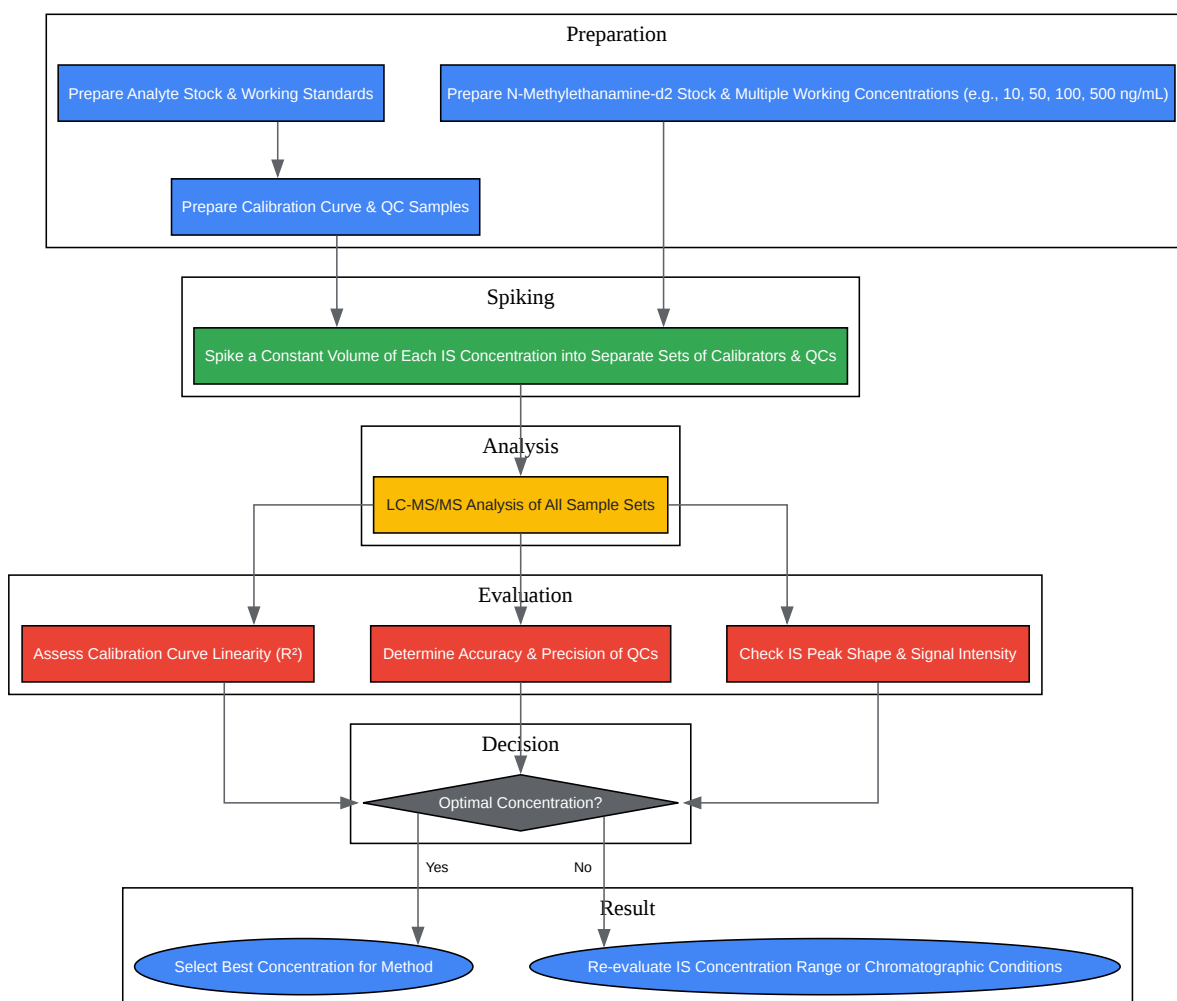 Preparation
Prepare Analyte Stock & Working Standards
Prepare N-Methylethanamine-d2 Stock & Multiple Working Concentrations (e.g., 10, 50, 100, 500 ng/mL)
Prepare Calibration Curve & QC Samples
Spiking
Spike a Constant Volume of Each IS Concentration into Separate Sets of Calibrators & QCs
Analysis
LC-MS/MS Analysis of All Sample Sets
Evaluation
Assess Calibration Curve Linearity (R²)
Determine Accuracy & Precision of QCs
Check IS Peak Shape & Signal Intensity
Decision
Optimal Concentration?
Yes
No
Result
Select Best Concentration for Method
Re-evaluate IS Concentration Range or Chromatographic Conditions